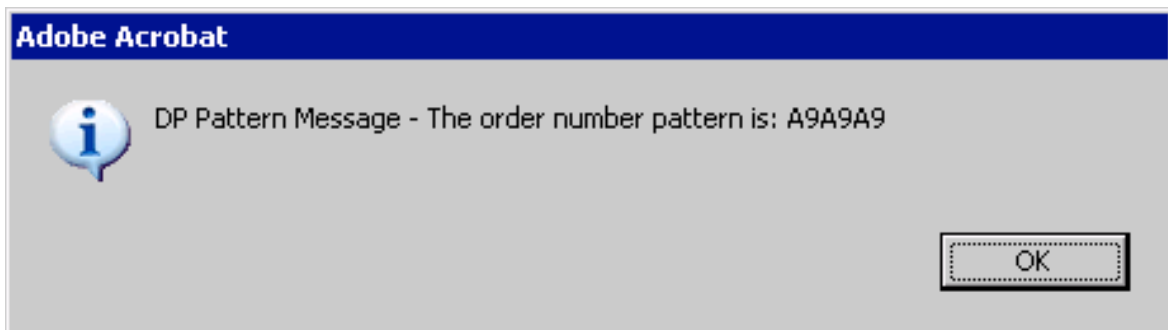 Adobe Acrobat
DP Pattern Message - The order number pattern is: A9A9A9
OK